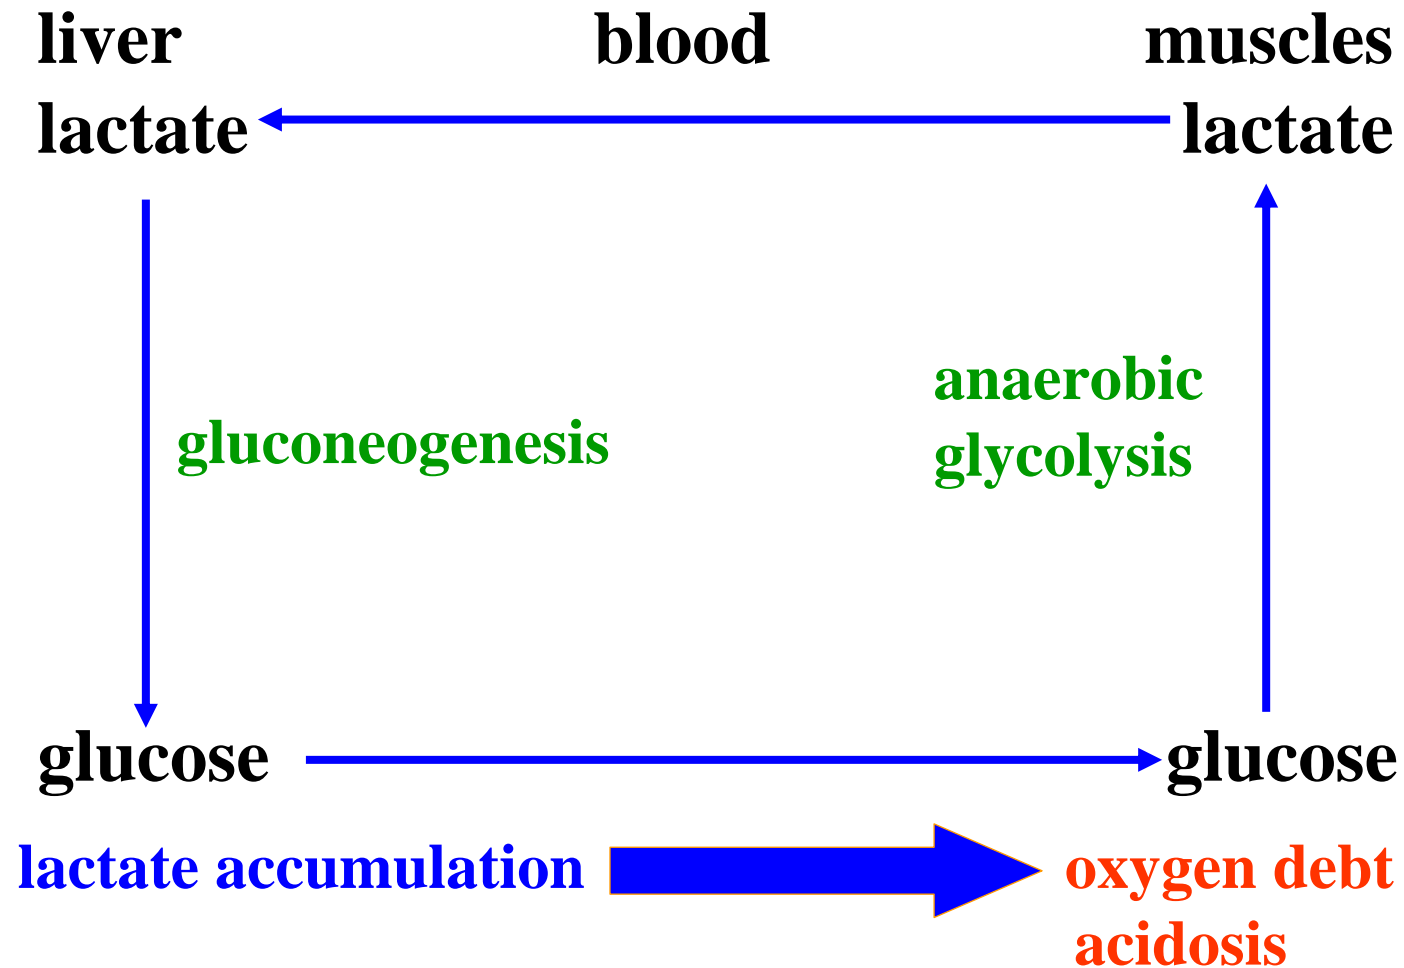 liver blood muscles
lactate lactate
anaerobic
gluconeogenesis glycolysis
glucose glucose
lactate accumulation oxygen debt
acidosis